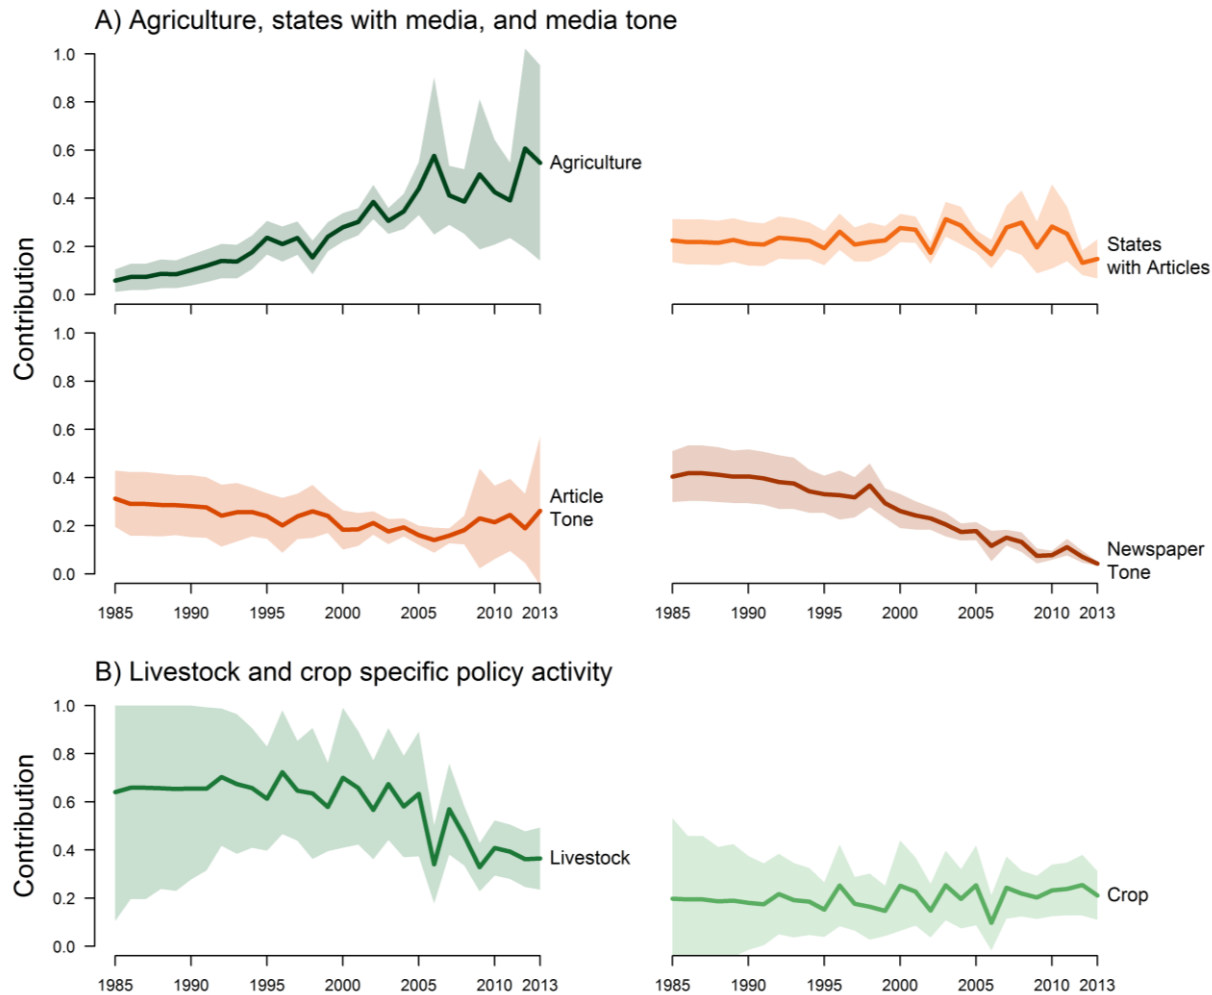 A) Agriculture, states with media, and media tone
Contribution
1.0
0.8
0.6
0.4
0.2
0.0
Agriculture
States
with Articles
1.0
0.8
0.6
0.4
0.2
0.0
Article
Tone
Newspaper
Tone
1985 1990 1995 2000 2005 2010 2013
1985 1990 1995 2000 2005 2010 2013
B) Livestock and crop specific policy activity
Contribution
1.0
0.8
0.6
0.4
0.2
0.0
Livestock
Crop
1985 1990 1995 2000 2005 2010 2013
1985 1990 1995 2000 2005 2010 2013